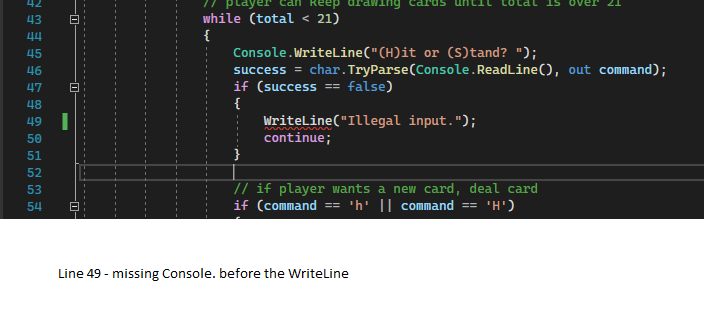 42 // player can keep drawing cards until total is over 21
43 while (total < 21)
44 {
45 Console.WriteLine("(H)it or (S)tand? ");
46 success = char.TryParse(Console.ReadLine(), out command);
47 if (success == false)
48 {
49 WriteLine("Illegal input.");
50 continue;
51 }
52
53 // if player wants a new card, deal card
54 if (command == 'h' || command == 'H')
Line 49 - missing Console. before the WriteLine